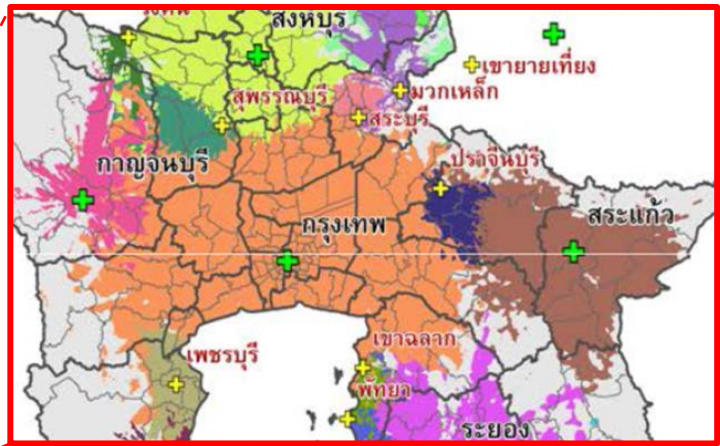 สิงห์บุรี
เขายายเที่ยง
สุพรรณบุรี
มวกเหล็ก
สระบุรี
กาญจนบุรี
ปราจีนบุรี
สระแก้ว
กรุงเทพ
เขาฉลาก
เพชรบุรี
พัทยา
ระยอง